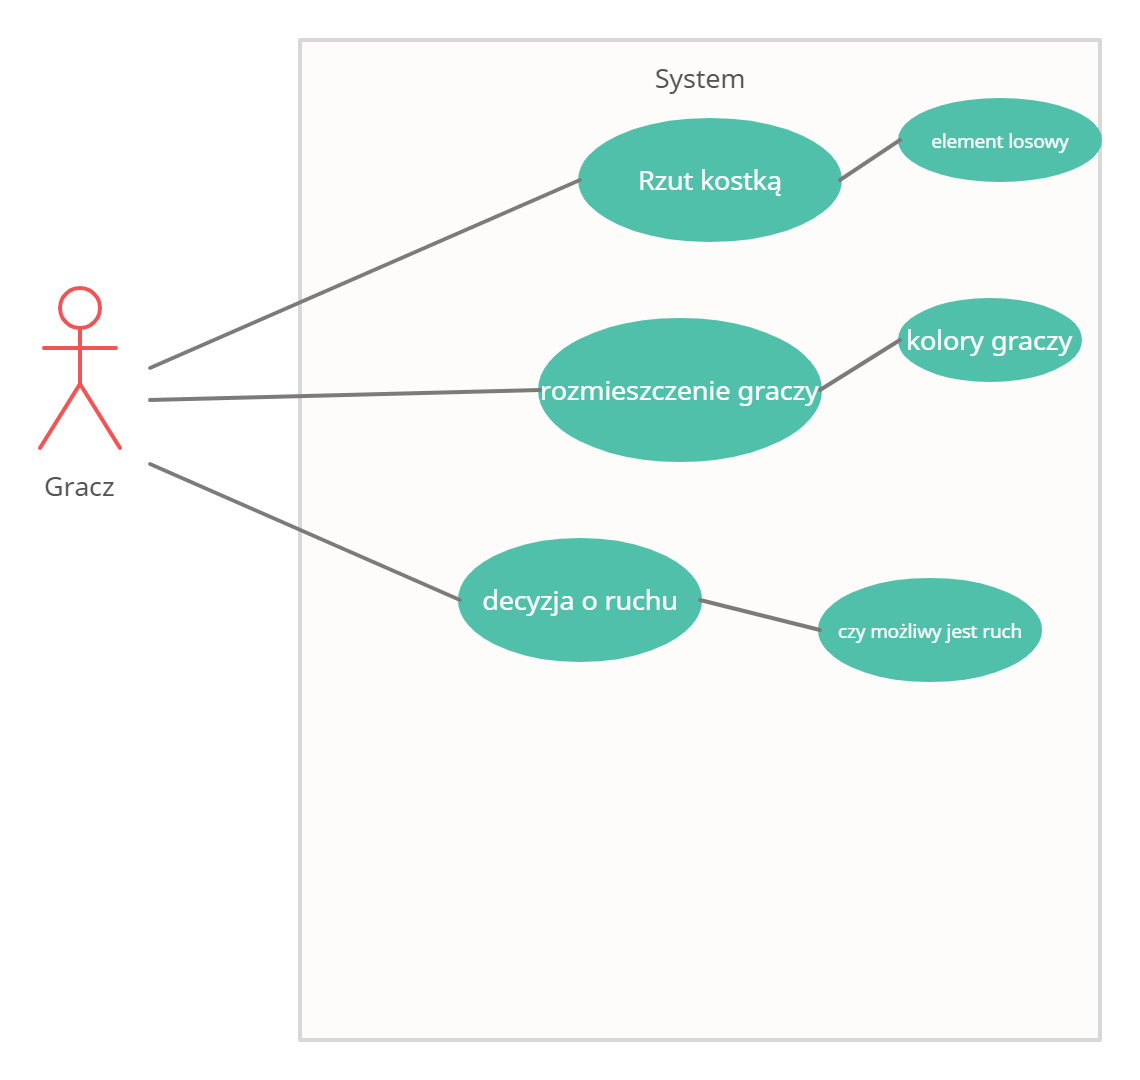 System
Rzut kostką
element losowy
rozmieszczenie graczy
kolory graczy
Gracz
decyzja o ruchu
czy możliwy jest ruch